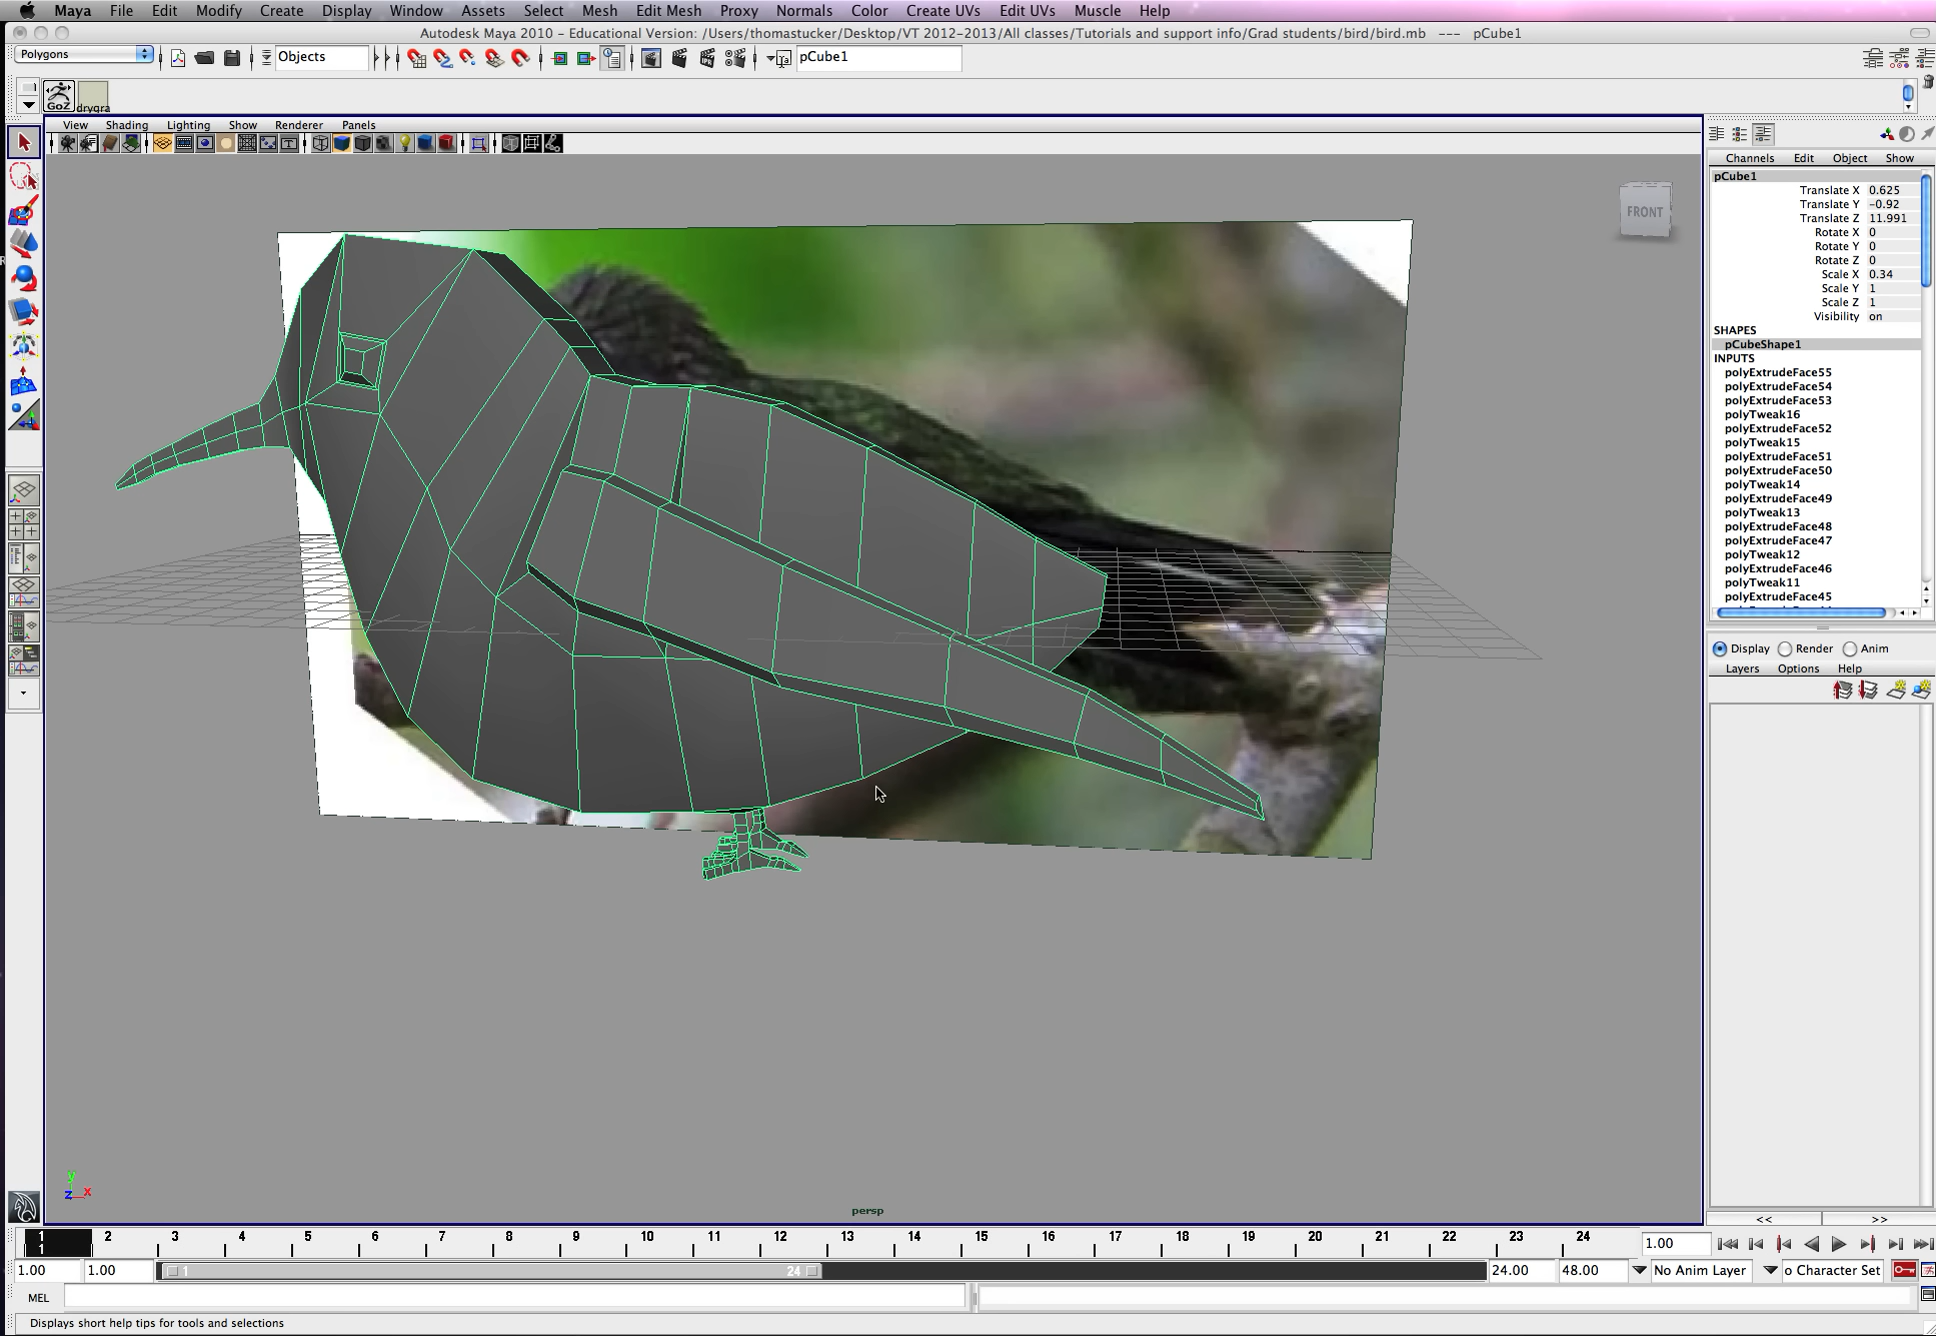 Maya File Edit Modify Create Display Window Assets Select Mesh Edit Mesh Proxy Normals Color Create UVs Edit UVs Muscle Help
Autodesk Maya 2010 - Educational Version: /Users/thomastucker/Desktop/VT 2012-2013/All classes/Tutorials and support info/Grad students/bird/bird.mb --- pCube1
Polygons Objects pCube1
GoZ drygra
View Shading Lighting Show Renderer Panels
FRONT
Channels Edit Object Show
pCube1
Translate X 0.625
Translate Y -0.92
Translate Z 11.991
Rotate X 0
Rotate Y 0
Rotate Z 0
Scale X 0.34
Scale Y 1
Scale Z 1
Visibility on
SHAPES
pCubeShape1
INPUTS
polyExtrudeFace55
polyExtrudeFace54
polyExtrudeFace53
polyTweak16
polyExtrudeFace52
polyTweak15
polyExtrudeFace51
polyExtrudeFace50
polyTweak14
polyExtrudeFace49
polyTweak13
polyExtrudeFace48
polyExtrudeFace47
polyTweak12
polyExtrudeFace46
polyTweak11
polyExtrudeFace45
Display Render Anim
Layers Options Help
y
z x
persp
<< >>
1 2 3 4 5 6 7 8 9 10 11 12 13 14 15 16 17 18 19 20 21 22 23 24 1.00
1
1.00 1.00 1 24 24.00 48.00 No Anim Layer o Character Set
MEL
Displays short help tips for tools and selections